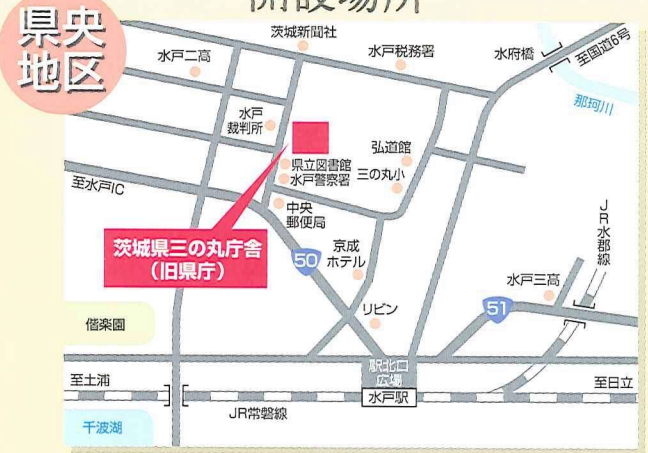 開設場所
県央
地区
茨城新聞社
水戸二高
水戸税務署
水府橋
至国道6号
那珂川
水戸
裁判所
弘道館
県立図書館
水戸警察署
三の丸小
至水戸IC
中央
郵便局
JR水郡線
茨城県三の丸庁舎
(旧県庁)
京成
ホテル
50
水戸三高
51
リビン
偕楽園
駅北口
広場
至土浦
水戸駅
至日立
JR常磐線
千波湖